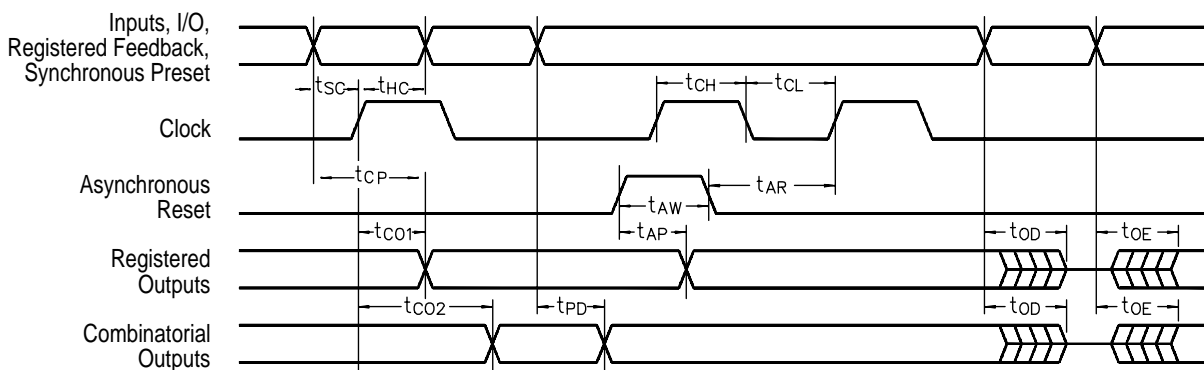 Inputs, I/O,
Registered Feedback,
Synchronous Preset
tSC
tHC
tCH
tCL
Clock
tCP
Asynchronous
Reset
tAR
tAW
tCO1
tAP
tOD
tOE
Registered
Outputs
tCO2
tPD
tOD
tOE
Combinatorial
Outputs